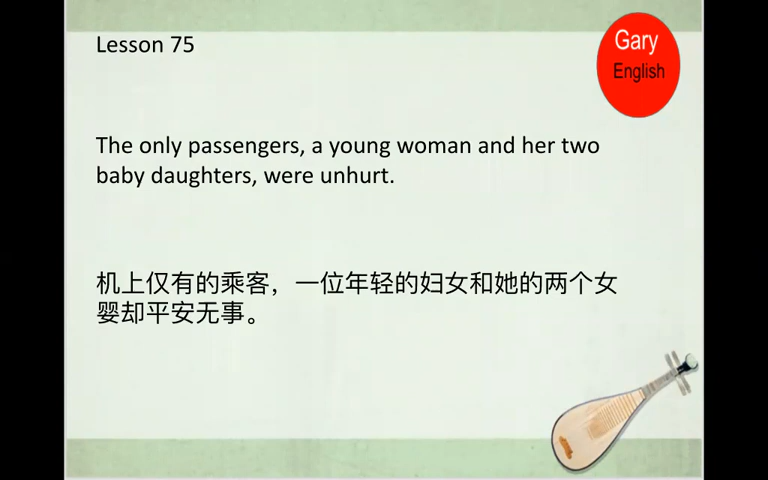 Lesson 75
Gary
English
The only passengers, a young woman and her two
baby daughters, were unhurt.
机上仅有的乘客，一位年轻的妇女和她的两个女
婴却平安无事。